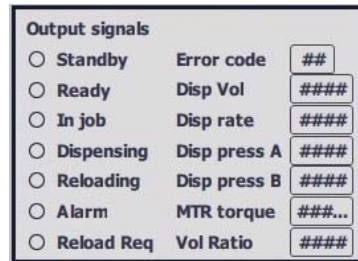 Output signals
Standby Error code ##
Ready Disp Vol ####
In job Disp rate ####
Dispensing Disp press A ####
Reloading Disp press B ####
Alarm MTR torque ###...
Reload Req Vol Ratio ####